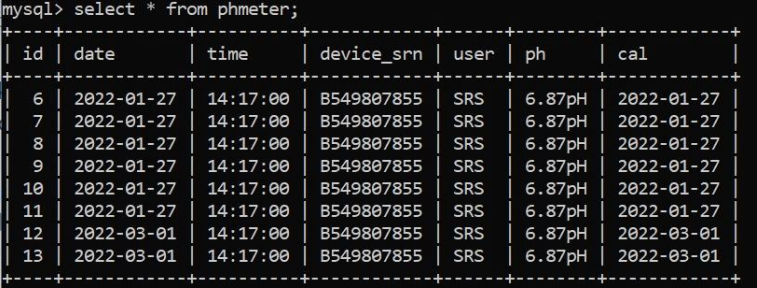 mysql> select * from phmeter;
+----+------------+----------+------------+------+--------+------------+
| id | date       | time     | device_srn | user | ph     | cal        |
+----+------------+----------+------------+------+--------+------------+
|  6 | 2022-01-27 | 14:17:00 | B549807855 | SRS  | 6.87pH | 2022-01-27 |
|  7 | 2022-01-27 | 14:17:00 | B549807855 | SRS  | 6.87pH | 2022-01-27 |
|  8 | 2022-01-27 | 14:17:00 | B549807855 | SRS  | 6.87pH | 2022-01-27 |
|  9 | 2022-01-27 | 14:17:00 | B549807855 | SRS  | 6.87pH | 2022-01-27 |
| 10 | 2022-01-27 | 14:17:00 | B549807855 | SRS  | 6.87pH | 2022-01-27 |
| 11 | 2022-01-27 | 14:17:00 | B549807855 | SRS  | 6.87pH | 2022-01-27 |
| 12 | 2022-03-01 | 14:17:00 | B549807855 | SRS  | 6.87pH | 2022-03-01 |
| 13 | 2022-03-01 | 14:17:00 | B549807855 | SRS  | 6.87pH | 2022-03-01 |
+----+------------+----------+------------+------+--------+------------+